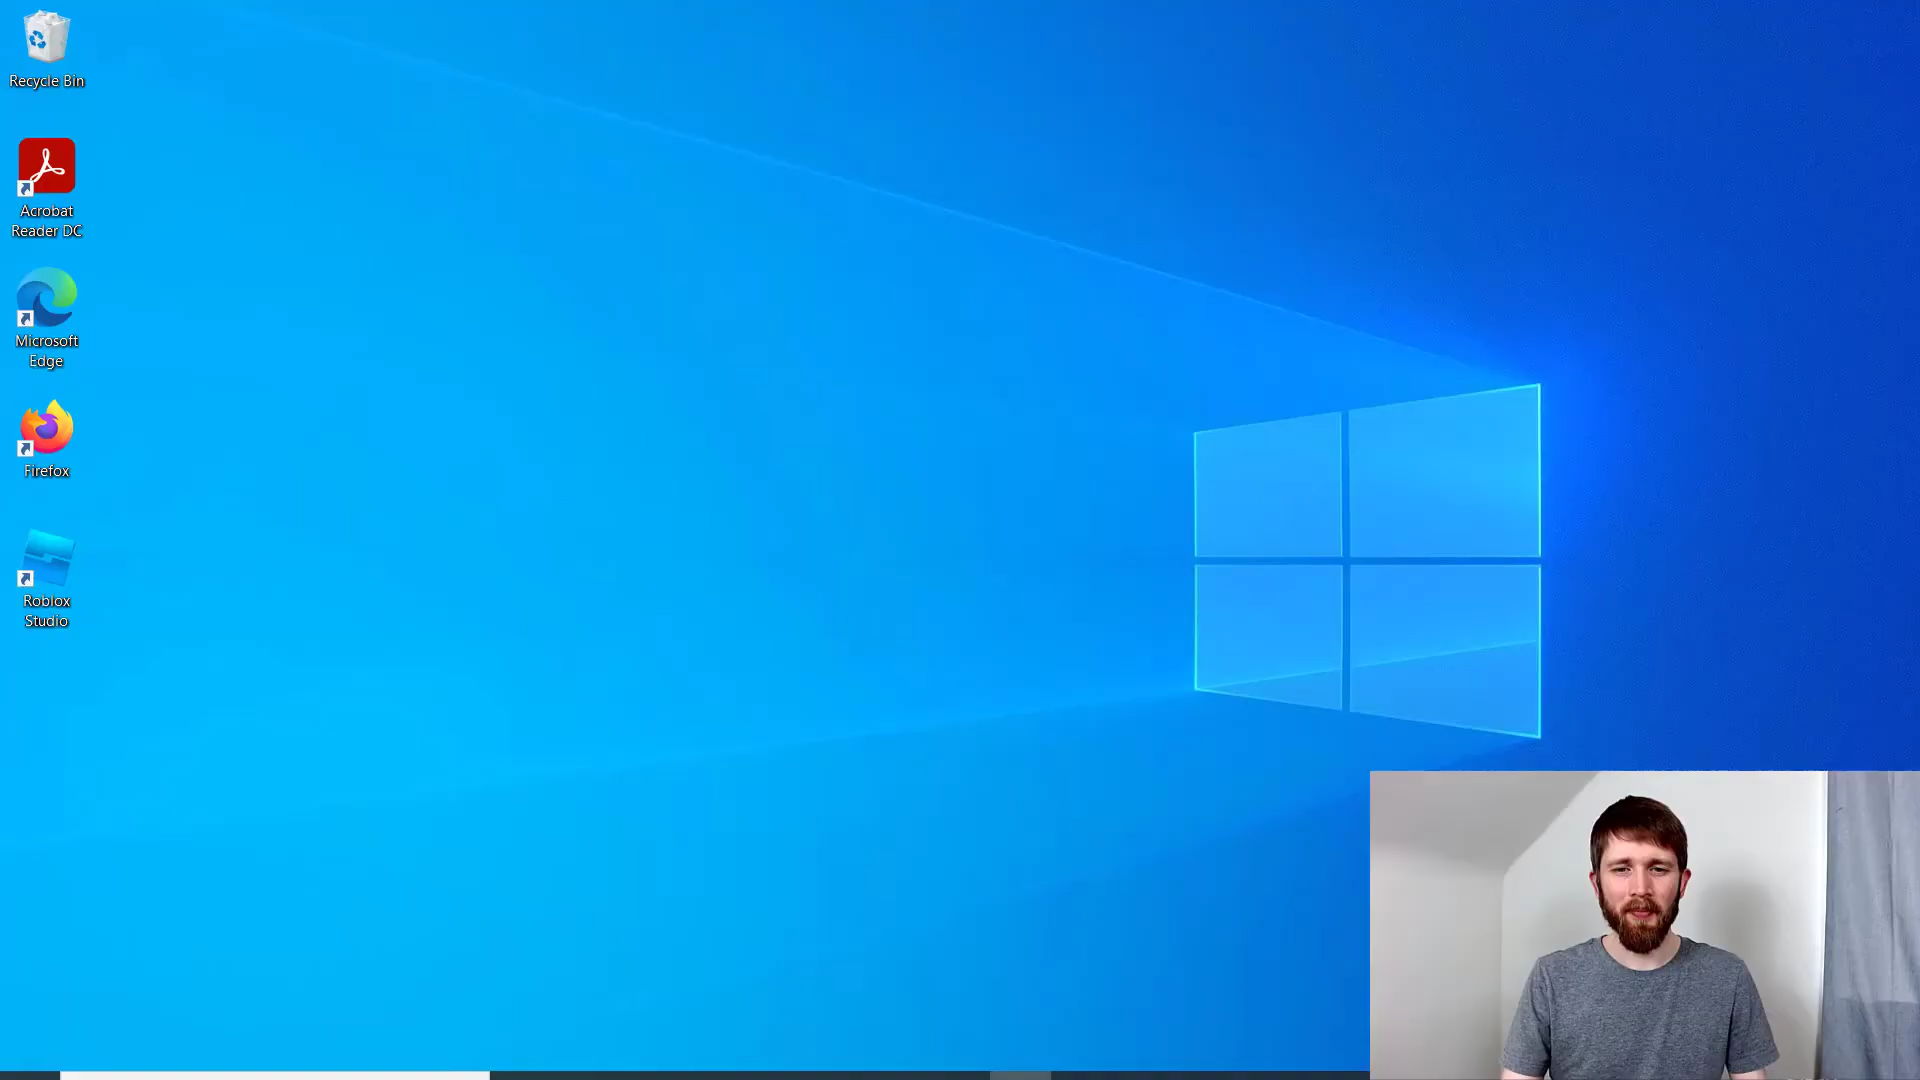 Recycle Bin
Acrobat
Reader DC
Microsoft
Edge
Firefox
Roblox
Studio